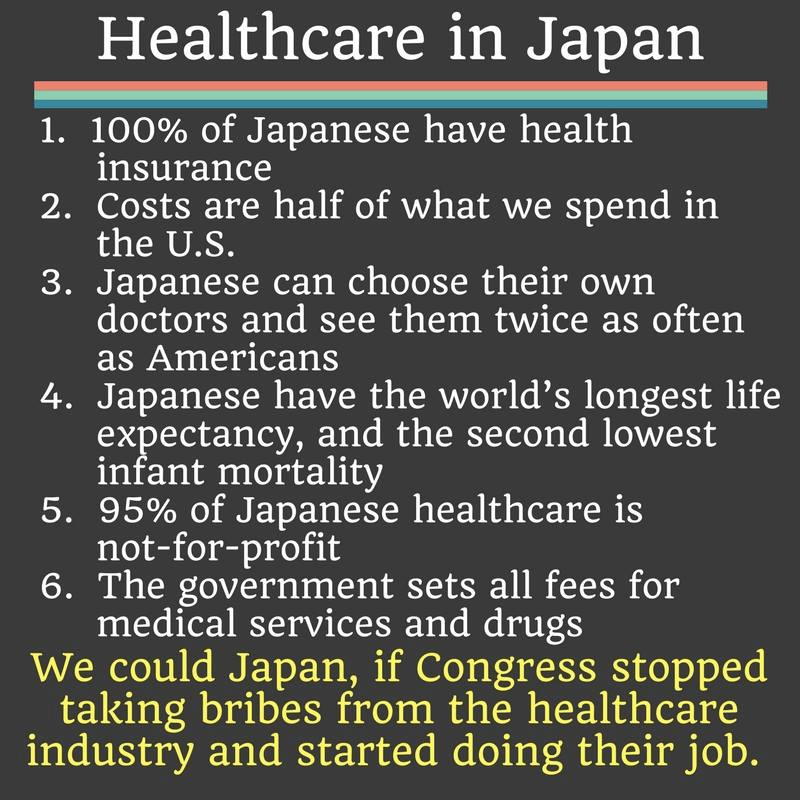 Healthcare in Japan
1. 100% of Japanese have health
insurance
2. Costs are half of what we spend in
the U.S.
3. Japanese can choose their own
doctors and see them twice as often
as Americans
4. Japanese have the world’s longest life
expectancy, and the second lowest
infant mortality
5. 95% of Japanese healthcare is
not-for-profit
6. The government sets all fees for
medical services and drugs
We could Japan, if Congress stopped
taking bribes from the healthcare
industry and started doing their job.